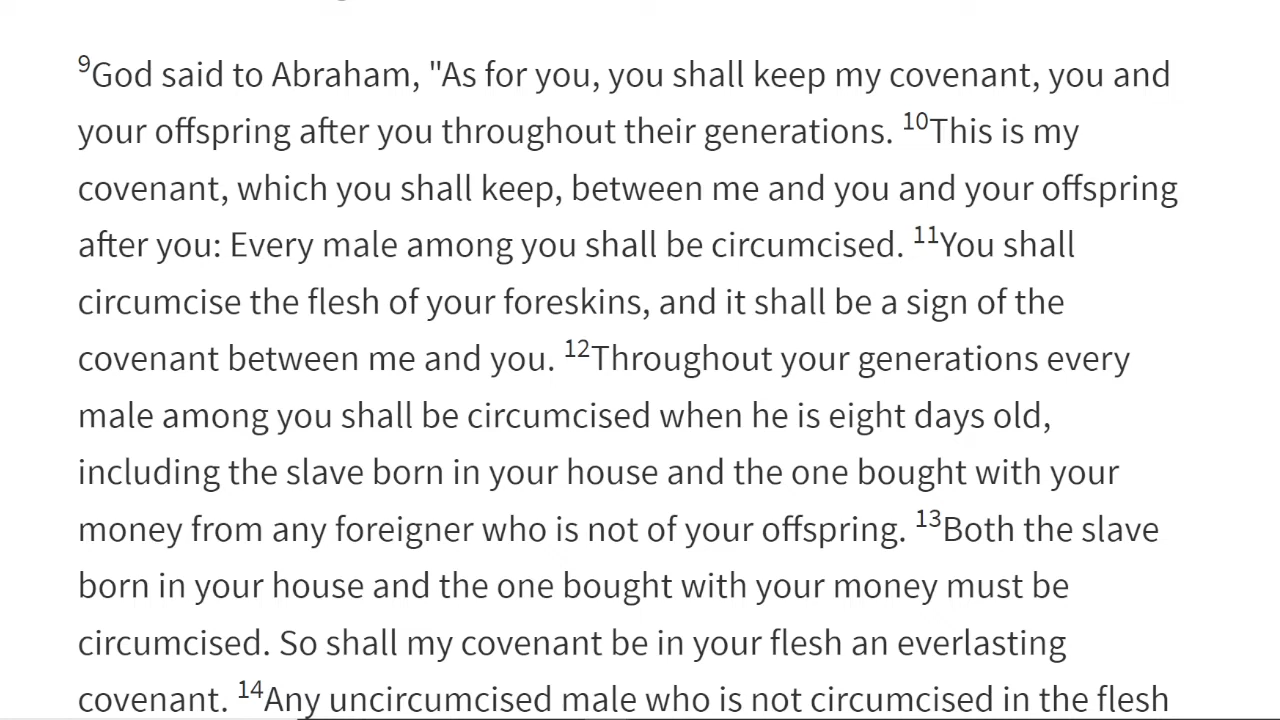 ⁹God said to Abraham, "As for you, you shall keep my covenant, you and
your offspring after you throughout their generations. ¹⁰This is my
covenant, which you shall keep, between me and you and your offspring
after you: Every male among you shall be circumcised. ¹¹You shall
circumcise the flesh of your foreskins, and it shall be a sign of the
covenant between me and you. ¹²Throughout your generations every
male among you shall be circumcised when he is eight days old,
including the slave born in your house and the one bought with your
money from any foreigner who is not of your offspring. ¹³Both the slave
born in your house and the one bought with your money must be
circumcised. So shall my covenant be in your flesh an everlasting
covenant. ¹⁴Any uncircumcised male who is not circumcised in the flesh